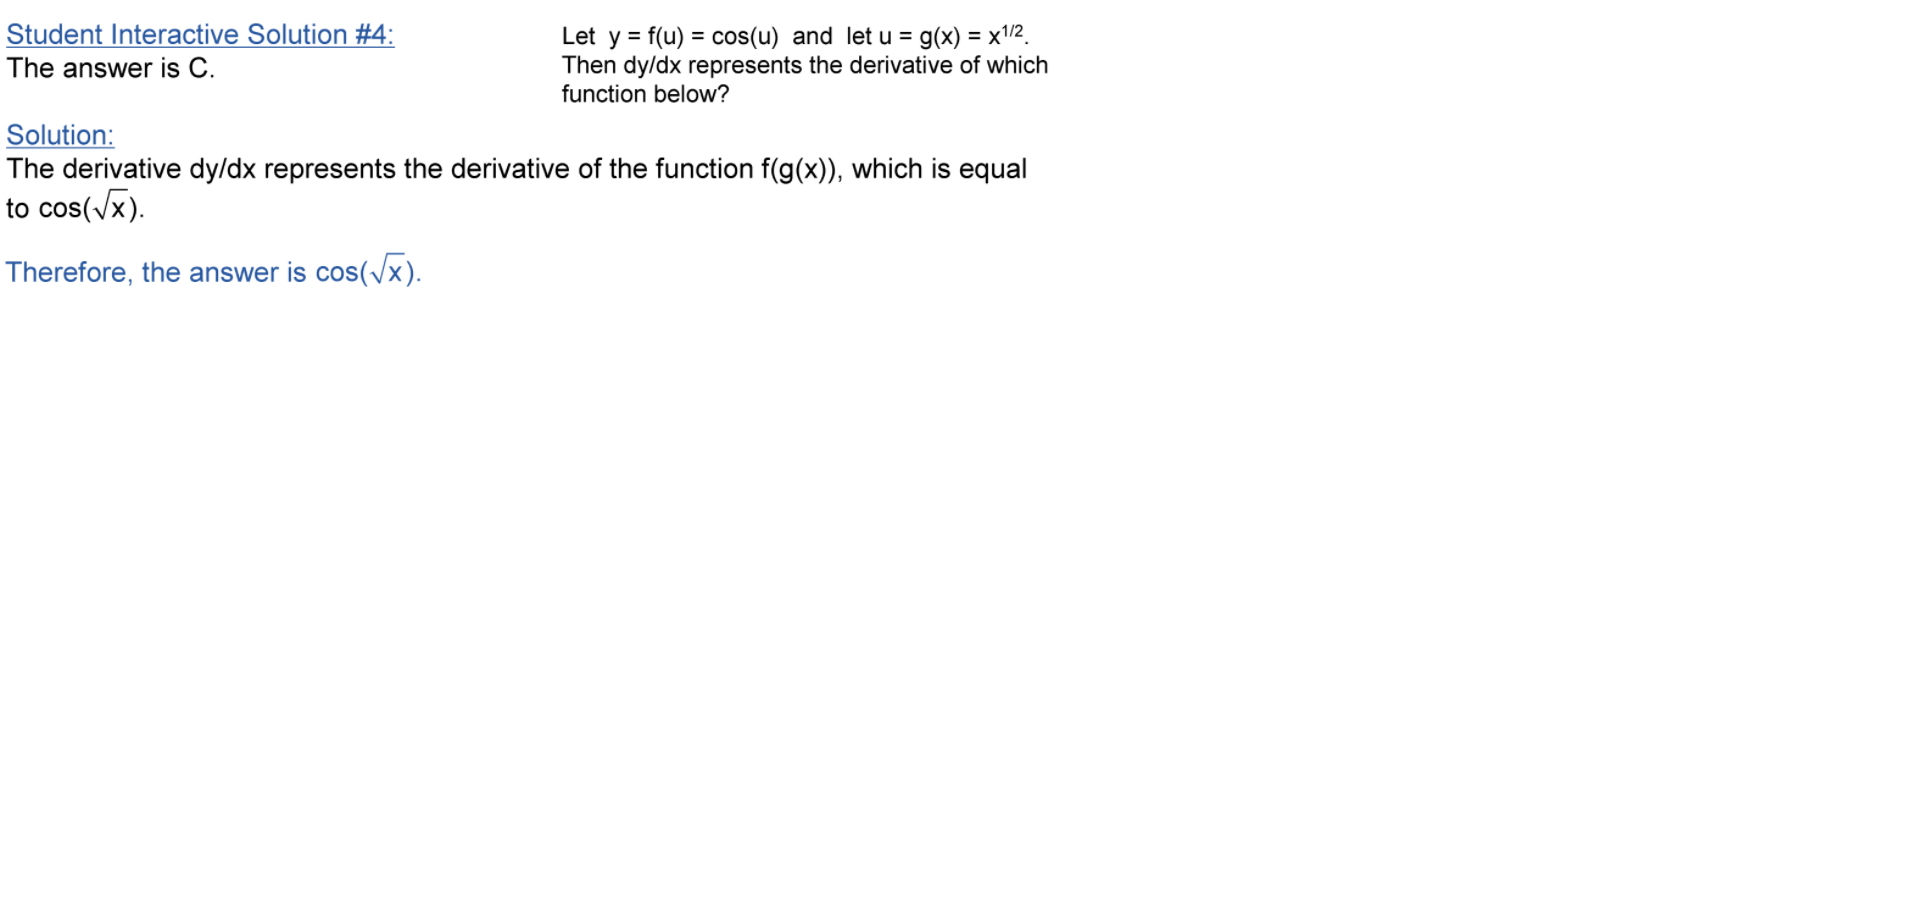 Student Interactive Solution #4:
The answer is C.
Let y = f(u) = cos(u) and let u = g(x) = x^{1/2}.
Then dy/dx represents the derivative of which
function below?
Solution:
The derivative dy/dx represents the derivative of the function f(g(x)), which is equal
to cos(√x).
Therefore, the answer is cos(√x).